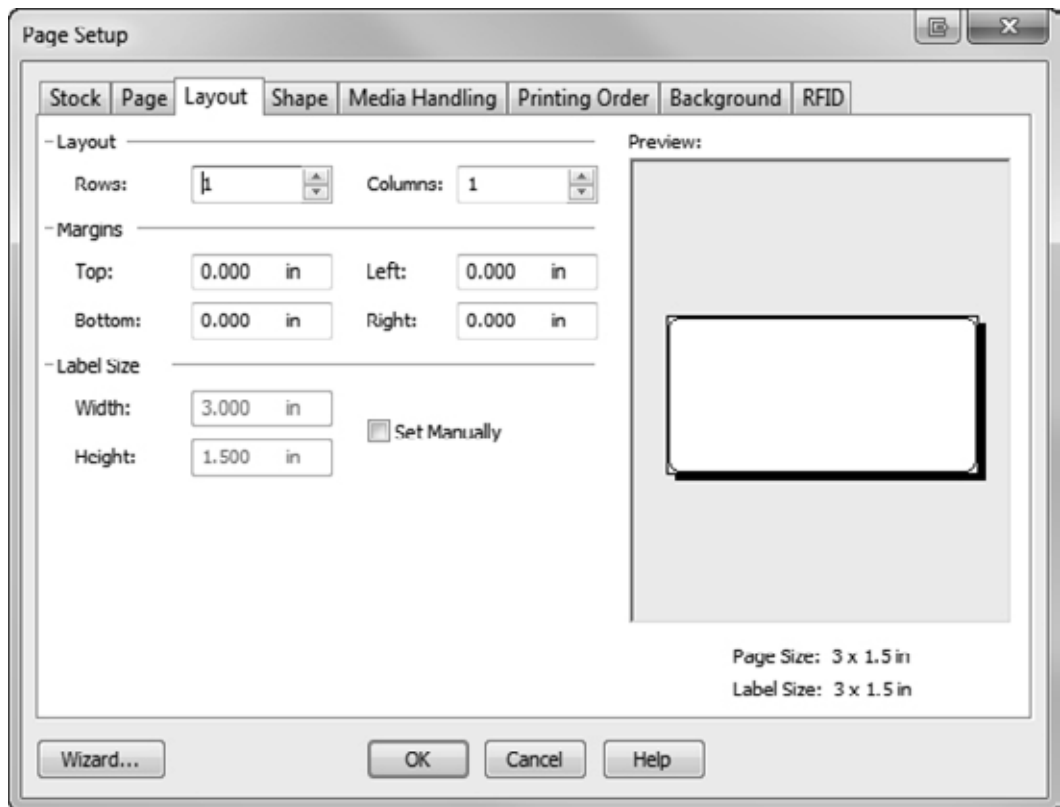 Page Setup
Stock Page Layout Shape Media Handling Printing Order Background RFID
Layout
Rows: 1 Columns: 1
Margins
Top: 0.000 in Left: 0.000 in
Bottom: 0.000 in Right: 0.000 in
Label Size
Width: 3.000 in
Set Manually
Height: 1.500 in
Preview:
Page Size: 3 x 1.5 in
Label Size: 3 x 1.5 in
Wizard... OK Cancel Help